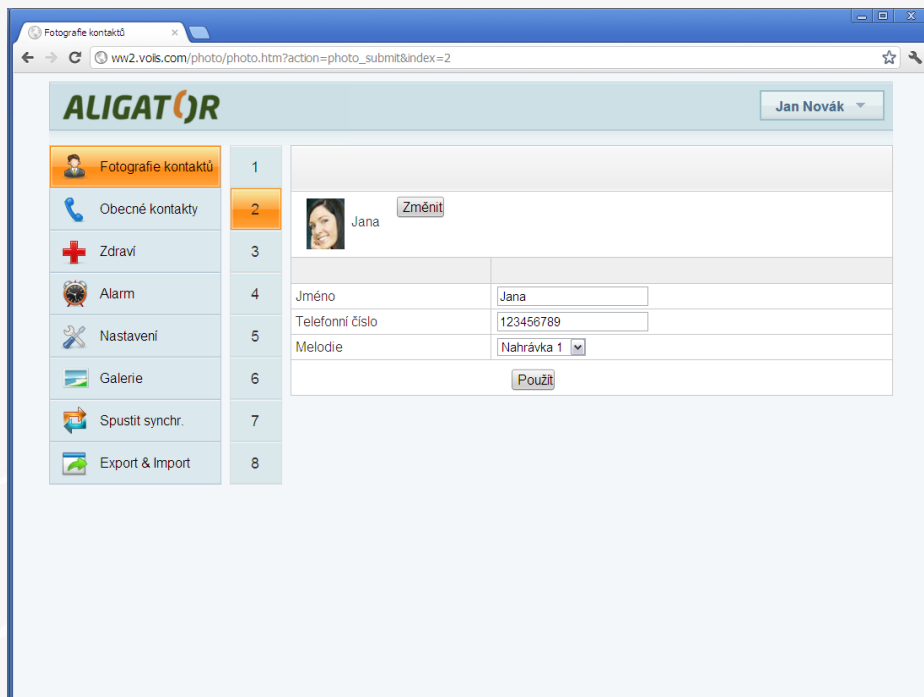 Fotografie kontaktů
ww2.volis.com/photo/photo.htm?action=photo_submit&index=2
ALIGATOR
Jan Novák
Fotografie kontaktů
Obecné kontakty
Zdraví
Alarm
Nastavení
Galerie
Spustit synchr.
Export & Import
1
2
3
4
5
6
7
8
Jana
Změnit
Jméno
Jana
Telefonní číslo
123456789
Melodie
Nahrávka 1
Použít